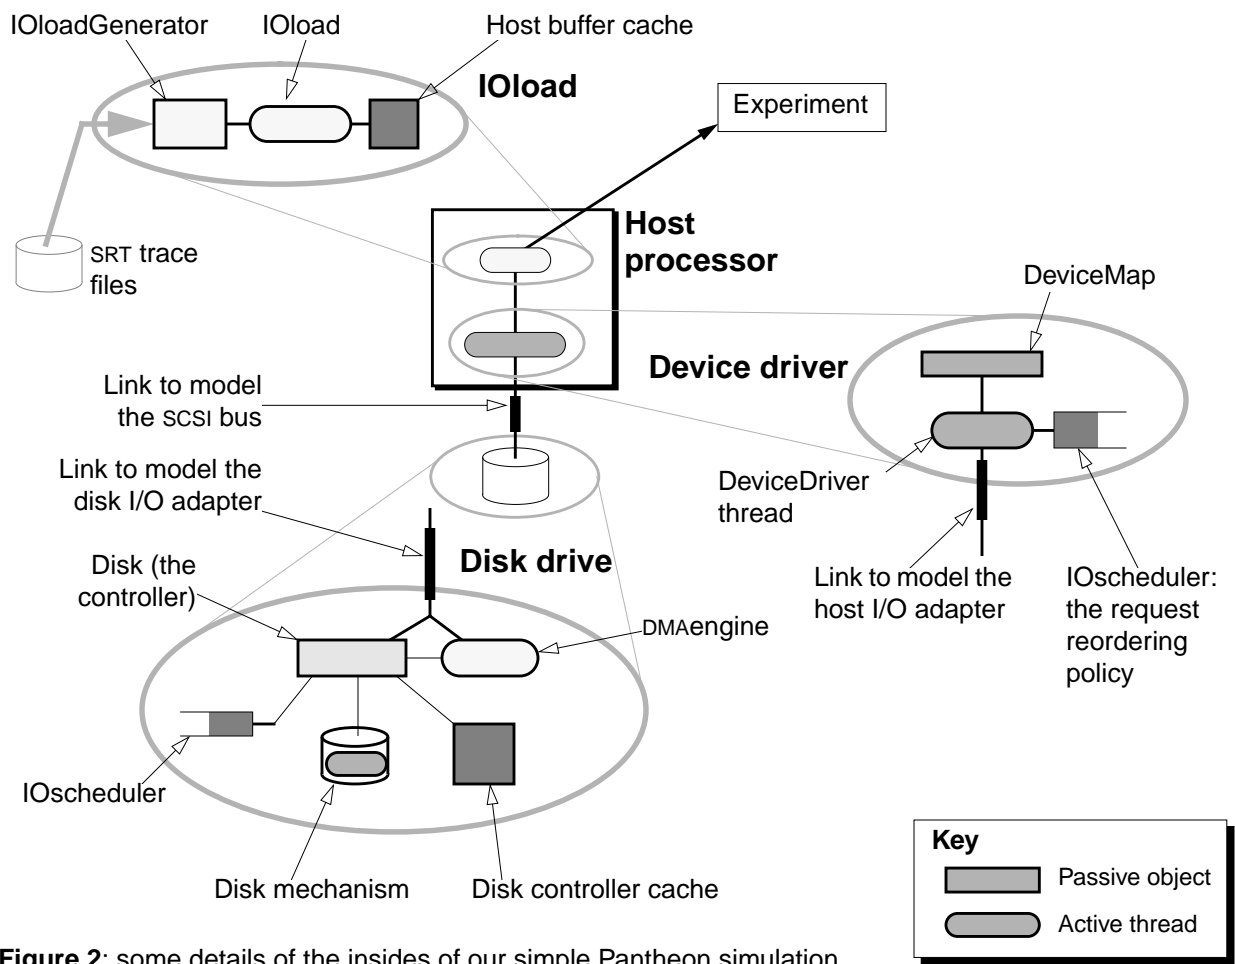 IOloadGenerator
IOload
Host buffer cache
IOload
Experiment
Host
processor
SRT trace
files
DeviceMap
Device driver
Link to model
the SCSI bus
Link to model the
disk I/O adapter
DeviceDriver
thread
Disk drive
Disk (the
controller)
Link to model the
host I/O adapter
IOscheduler:
the request
reordering
policy
DMAengine
IOscheduler
Disk mechanism
Disk controller cache
Key
Passive object
Active thread
Figure 2: some details of the insides of our simple Pantheon simulation